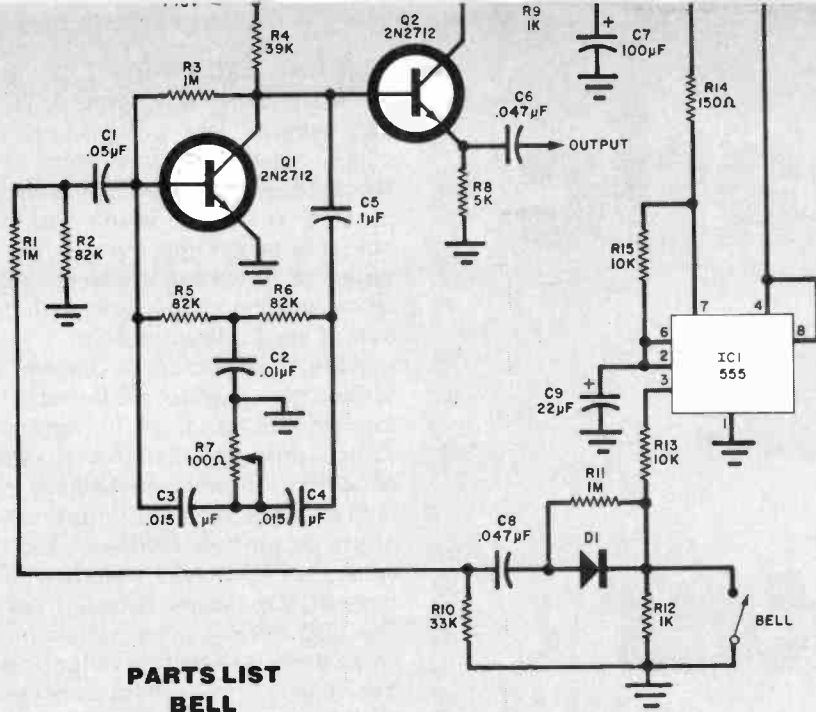 R4
39K
Q2
2N2712
R9
1K
+
C7
100µF
R3
1M
R14
150Ω
C6
.047µF
OUTPUT
C1
.05µF
Q1
2N2712
R8
5K
C5
.1µF
R1
1M
R2
82K
R15
10K
R5
82K
R6
82K
7
4
6
2
3
8
1
IC1
555
C2
.01µF
+
C9
22µF
R7
100Ω
R13
10K
R11
1M
C3
.015 µF
C4
.015 µF
C8
.047µF
D1
R10
33K
R12
1K
BELL
PARTS LIST
BELL